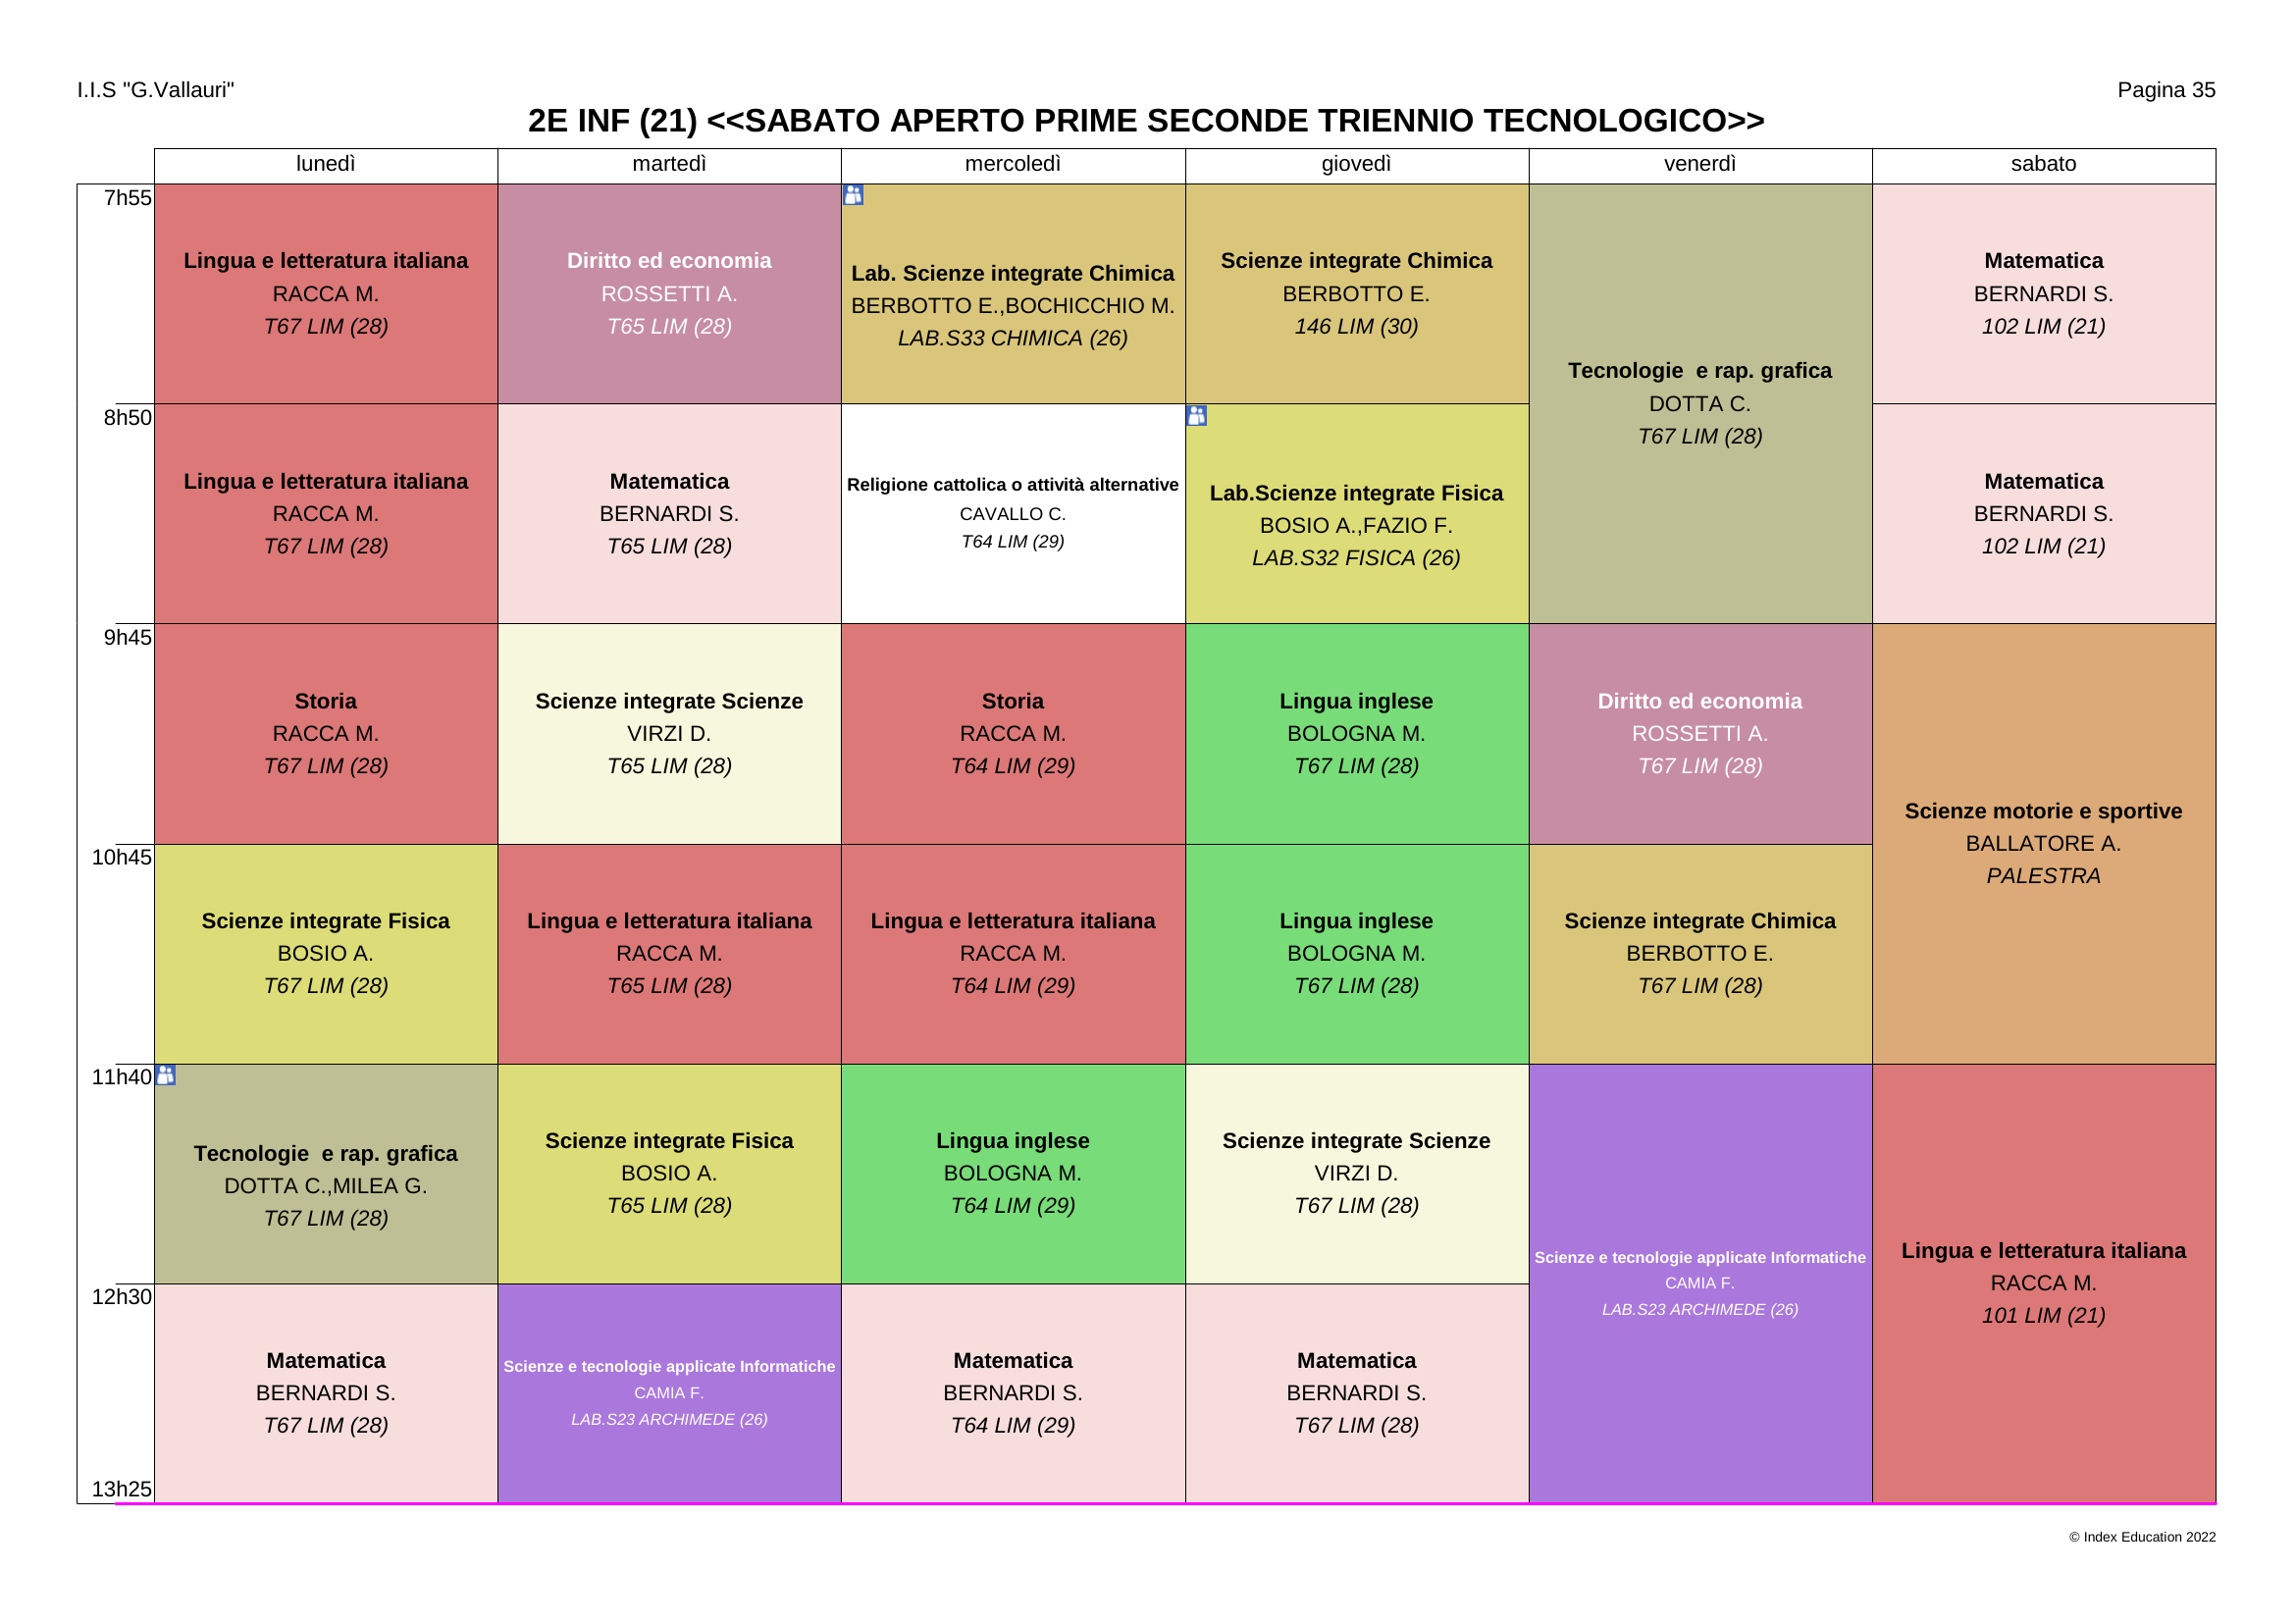 I.I.S "G.Vallauri"
Pagina 35
2E INF (21) <<SABATO APERTO PRIME SECONDE TRIENNIO TECNOLOGICO>>
lunedì martedì mercoledì giovedì venerdì sabato
7h55
Lingua e letteratura italiana
RACCA M.
T67 LIM (28)
Diritto ed economia
ROSSETTI A.
T65 LIM (28)
Lab. Scienze integrate Chimica
BERBOTTO E.,BOCHICCHIO M.
LAB.S33 CHIMICA (26)
Scienze integrate Chimica
BERBOTTO E.
146 LIM (30)
Tecnologie  e rap. grafica
DOTTA C.
T67 LIM (28)
Matematica
BERNARDI S.
102 LIM (21)
8h50
Lingua e letteratura italiana
RACCA M.
T67 LIM (28)
Matematica
BERNARDI S.
T65 LIM (28)
Religione cattolica o attività alternative
CAVALLO C.
T64 LIM (29)
Lab.Scienze integrate Fisica
BOSIO A.,FAZIO F.
LAB.S32 FISICA (26)
Matematica
BERNARDI S.
102 LIM (21)
9h45
Storia
RACCA M.
T67 LIM (28)
Scienze integrate Scienze
VIRZI D.
T65 LIM (28)
Storia
RACCA M.
T64 LIM (29)
Lingua inglese
BOLOGNA M.
T67 LIM (28)
Diritto ed economia
ROSSETTI A.
T67 LIM (28)
Scienze motorie e sportive
BALLATORE A.
PALESTRA
10h45
Scienze integrate Fisica
BOSIO A.
T67 LIM (28)
Lingua e letteratura italiana
RACCA M.
T65 LIM (28)
Lingua e letteratura italiana
RACCA M.
T64 LIM (29)
Lingua inglese
BOLOGNA M.
T67 LIM (28)
Scienze integrate Chimica
BERBOTTO E.
T67 LIM (28)
11h40
Tecnologie  e rap. grafica
DOTTA C.,MILEA G.
T67 LIM (28)
Scienze integrate Fisica
BOSIO A.
T65 LIM (28)
Lingua inglese
BOLOGNA M.
T64 LIM (29)
Scienze integrate Scienze
VIRZI D.
T67 LIM (28)
Scienze e tecnologie applicate Informatiche
CAMIA F.
LAB.S23 ARCHIMEDE (26)
Lingua e letteratura italiana
RACCA M.
101 LIM (21)
12h30
Matematica
BERNARDI S.
T67 LIM (28)
Scienze e tecnologie applicate Informatiche
CAMIA F.
LAB.S23 ARCHIMEDE (26)
Matematica
BERNARDI S.
T64 LIM (29)
Matematica
BERNARDI S.
T67 LIM (28)
13h25
© Index Education 2022